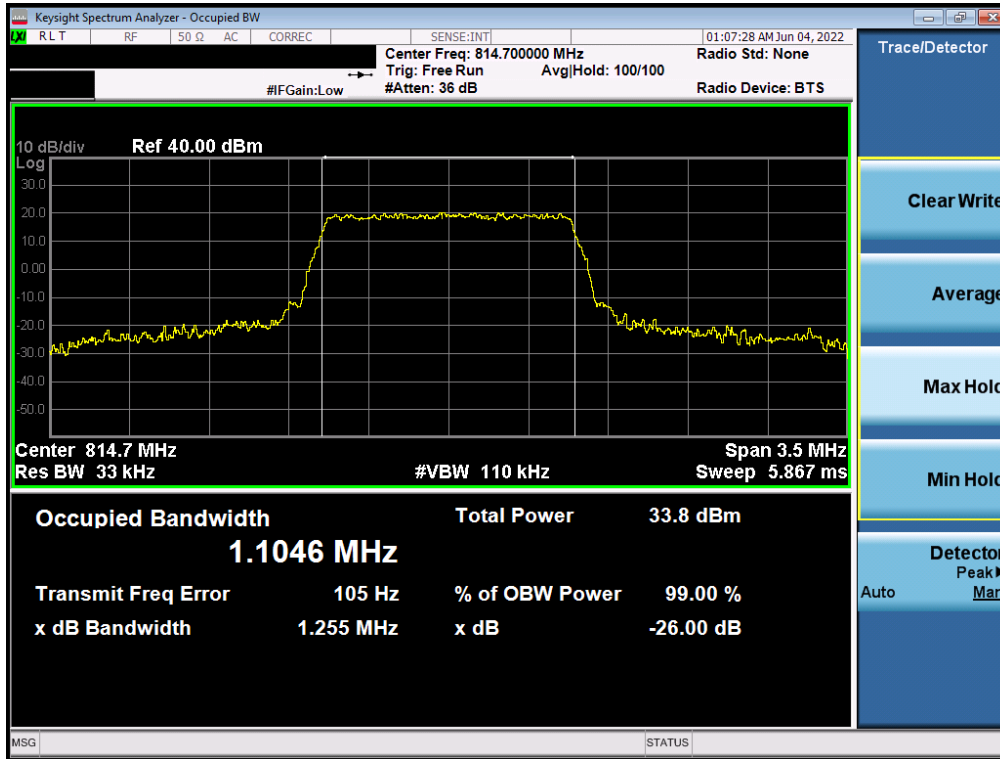 Keysight Spectrum Analyzer - Occupied BW
LXI RLT RF 50 Ω AC CORREC SENSE:INT 01:07:28 AM Jun 04, 2022
Center Freq: 814.700000 MHz Radio Std: None
Trig: Free Run Avg|Hold: 100/100
#IFGain:Low #Atten: 36 dB Radio Device: BTS
10 dB/div Ref 40.00 dBm
Log
30.0
20.0
10.0
0.00
-10.0
-20.0
-30.0
-40.0
-50.0
Center 814.7 MHz Span 3.5 MHz
Res BW 33 kHz #VBW 110 kHz Sweep 5.867 ms
Occupied Bandwidth Total Power 33.8 dBm
1.1046 MHz
Transmit Freq Error 105 Hz % of OBW Power 99.00 %
x dB Bandwidth 1.255 MHz x dB -26.00 dB
MSG STATUS
Trace/Detector
Clear Write
Average
Max Hold
Min Hold
Detector
Peak
Auto Man